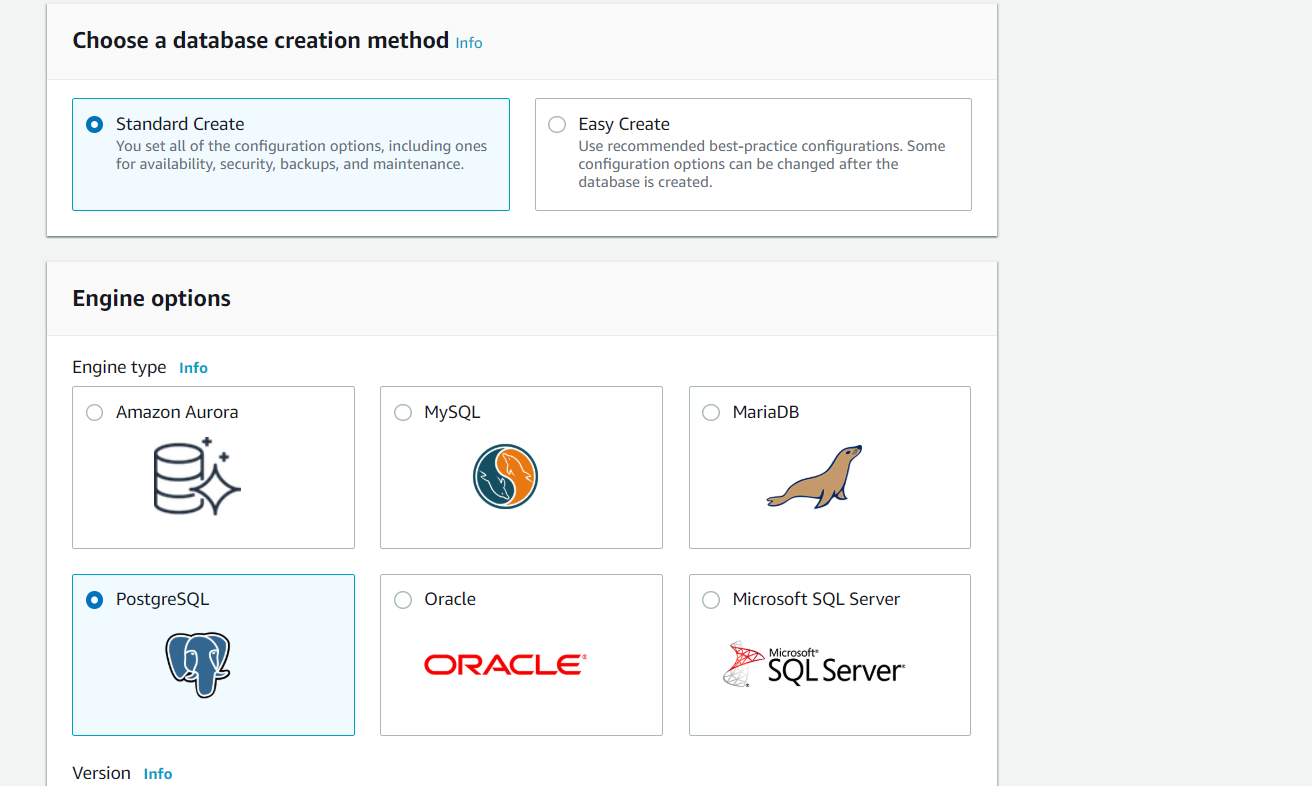 Choose a database creation method Info
Standard Create
You set all of the configuration options, including ones
for availability, security, backups, and maintenance.
Easy Create
Use recommended best-practice configurations. Some
configuration options can be changed after the
database is created.
Engine options
Engine type Info
Amazon Aurora
MySQL
MariaDB
PostgreSQL
Oracle
ORACLE®
Microsoft SQL Server
Microsoft®
SQL Server®
Version Info